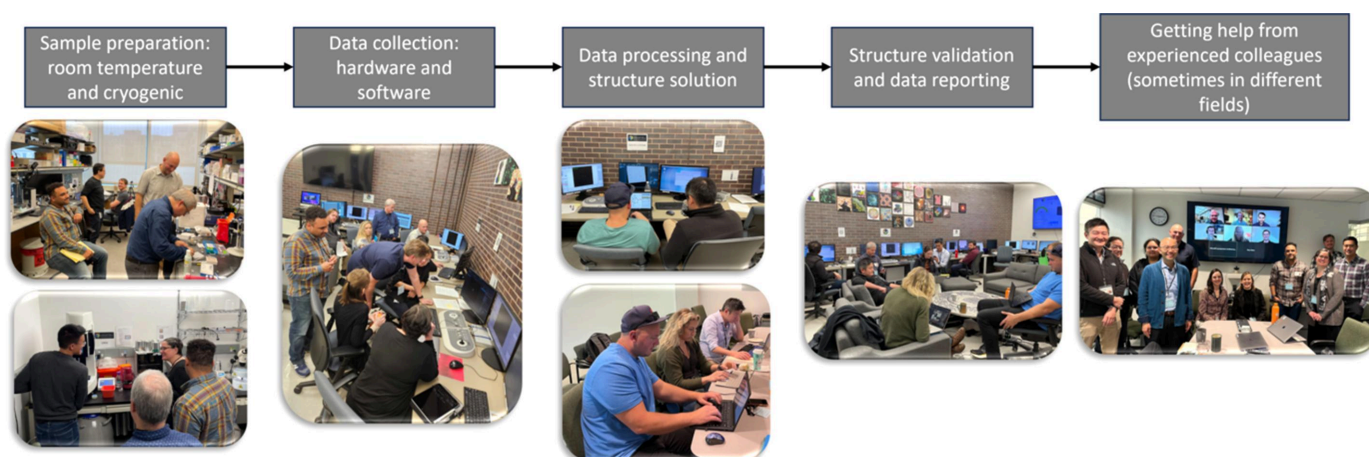 Sample preparation:
room temperature
and cryogenic
Data collection:
hardware and
software
Data processing and
structure solution
Structure validation
and data reporting
Getting help from
experienced colleagues
(sometimes in different
fields)